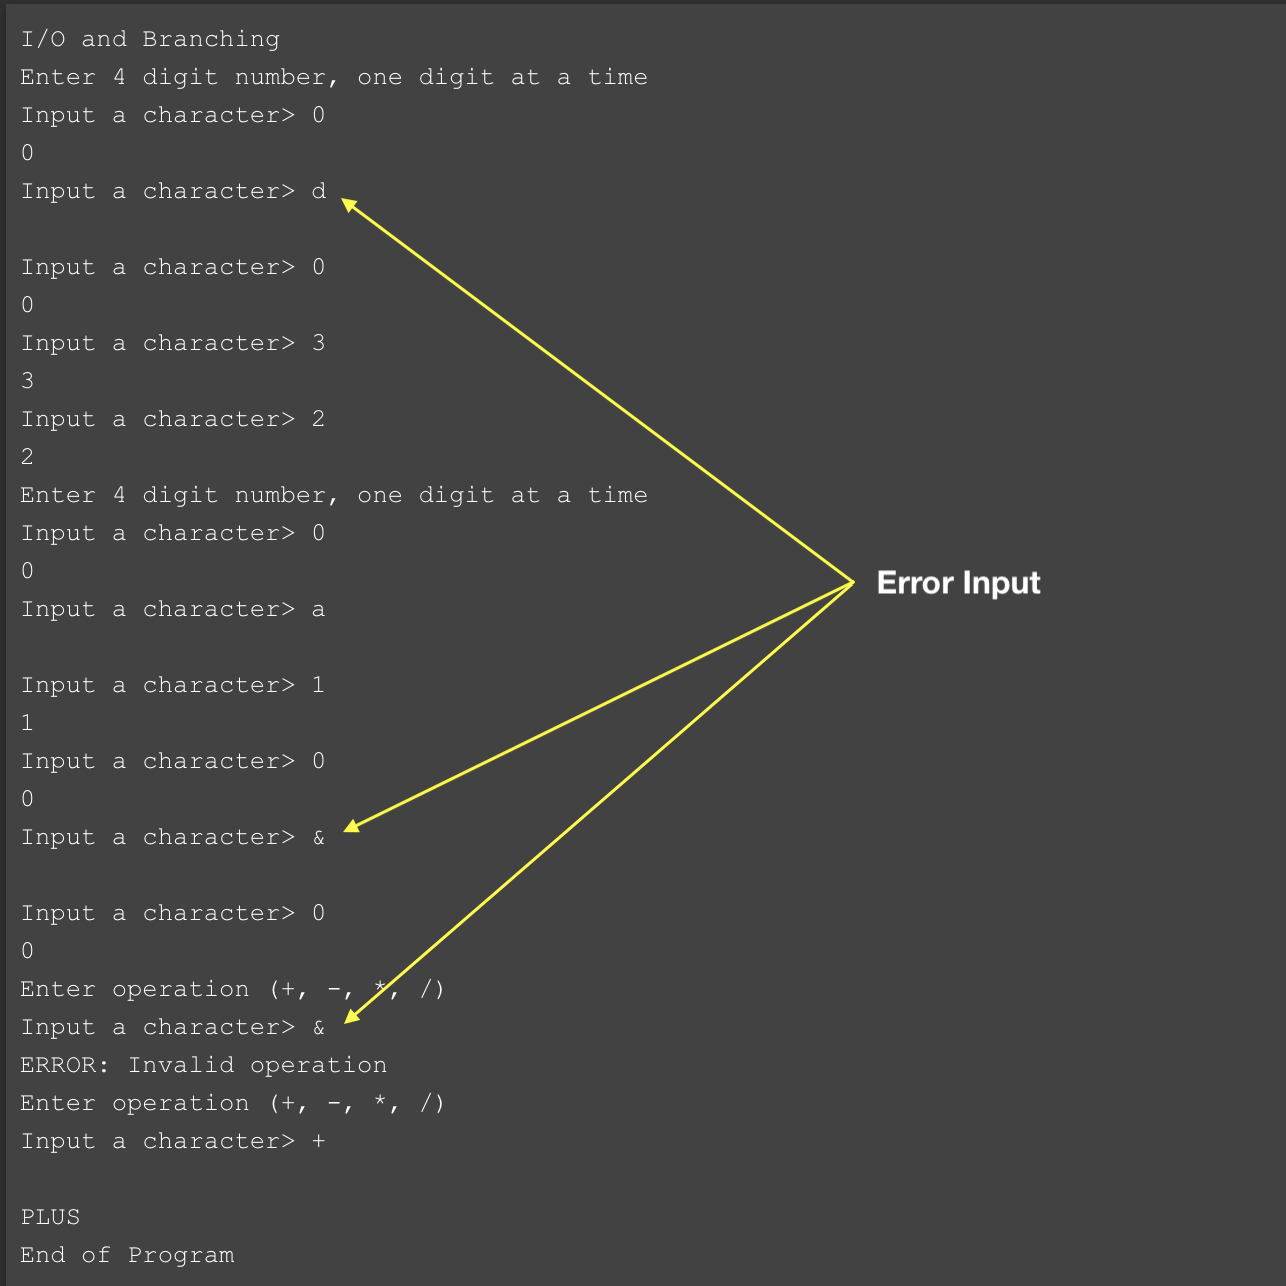 I/O and Branching
Enter 4 digit number, one digit at a time
Input a character> 0
0
Input a character> d
Input a character> 0
0
Input a character> 3
3
Input a character> 2
2
Enter 4 digit number, one digit at a time
Input a character> 0
0
Error Input
Input a character> a
Input a character> 1
1
Input a character> 0
0
Input a character> &
Input a character> 0
0
Enter operation (+, -, *, /)
Input a character> &
ERROR: Invalid operation
Enter operation (+, -, *, /)
Input a character> +
PLUS
End of Program